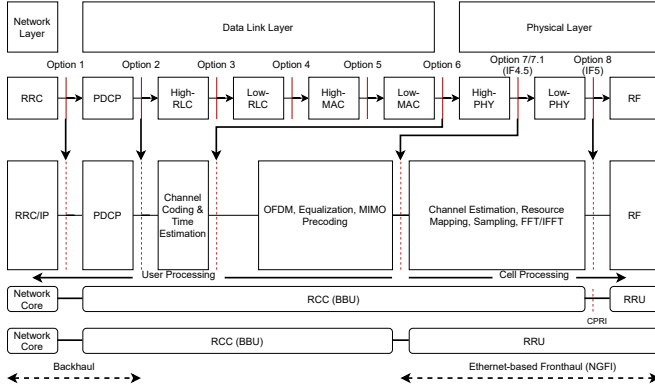 Network
Layer
Data Link Layer
Physical Layer
Option 1
Option 2
Option 3
Option 4
Option 5
Option 6
Option 7/7.1
(IF4.5)
Option 8
(IF5)
RRC
PDCP
High-
RLC
Low-
RLC
High-
MAC
Low-
MAC
High-
PHY
Low-
PHY
RF
RRC/IP
PDCP
Channel
Coding &
Time
Estimation
OFDM, Equalization, MIMO
Precoding
Channel Estimation, Resource
Mapping, Sampling, FFT/IFFT
RF
User Processing
Cell Processing
Network
Core
RCC (BBU)
RRU
CPRI
Network
Core
RCC (BBU)
RRU
Backhaul
Ethernet-based Fronthaul (NGFI)